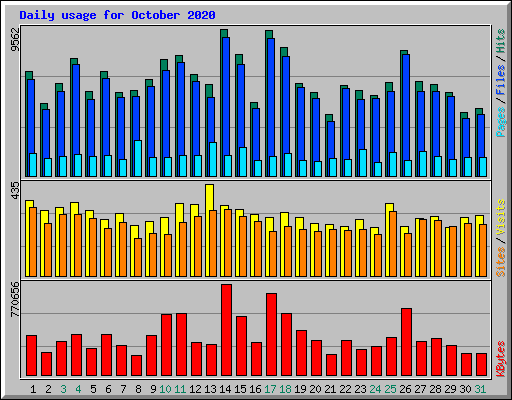 Daily usage for October 2020
9562
Pages / Files / Hits
435
Sites / Visits
770656
KBytes
1 2 3 4 5 6 7 8 9 10 11 12 13 14 15 16 17 18 19 20 21 22 23 24 25 26 27 28 29 30 31